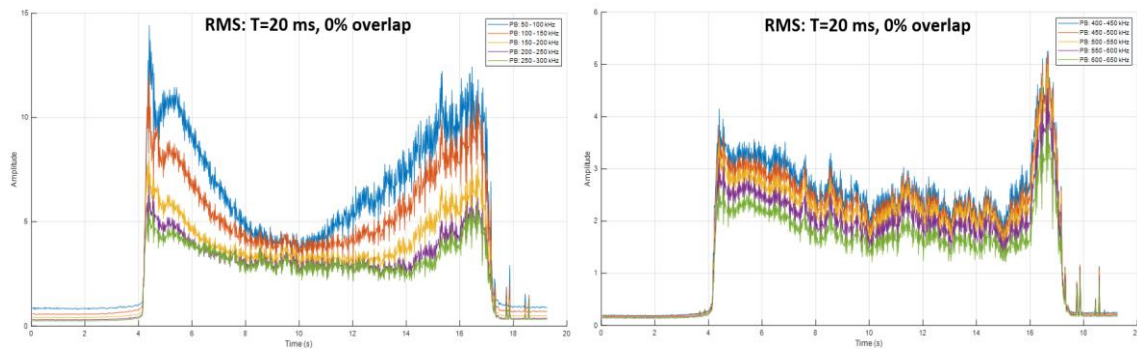 RMS: T=20 ms, 0% overlap
PB: 50 - 100 kHz
PB: 100 - 150 kHz
PB: 150 - 200 kHz
PB: 200 - 250 kHz
PB: 250 - 300 kHz
Amplitude
15
10
5
0
0 2 4 6 8 10 12 14 16 18 20
Time (s)
RMS: T=20 ms, 0% overlap
PB: 400 - 450 kHz
PB: 450 - 500 kHz
PB: 500 - 550 kHz
PB: 550 - 600 kHz
PB: 600 - 650 kHz
Amplitude
6
5
4
3
2
1
0
0 2 4 6 8 10 12 14 16 18 20
Time (s)